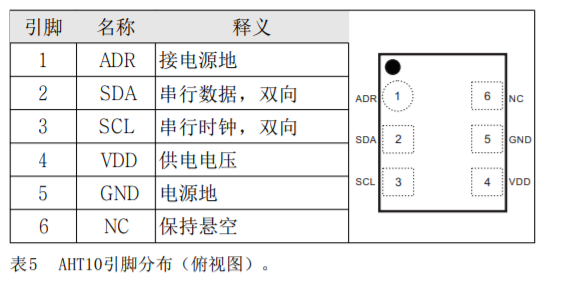 引脚 名称 释义
1 ADR 接电源地
2 SDA 串行数据，双向
3 SCL 串行时钟，双向
4 VDD 供电电压
5 GND 电源地
6 NC 保持悬空
ADR 1 6 NC
SDA 2 5 GND
SCL 3 4 VDD
表5 AHT10引脚分布（俯视图）。